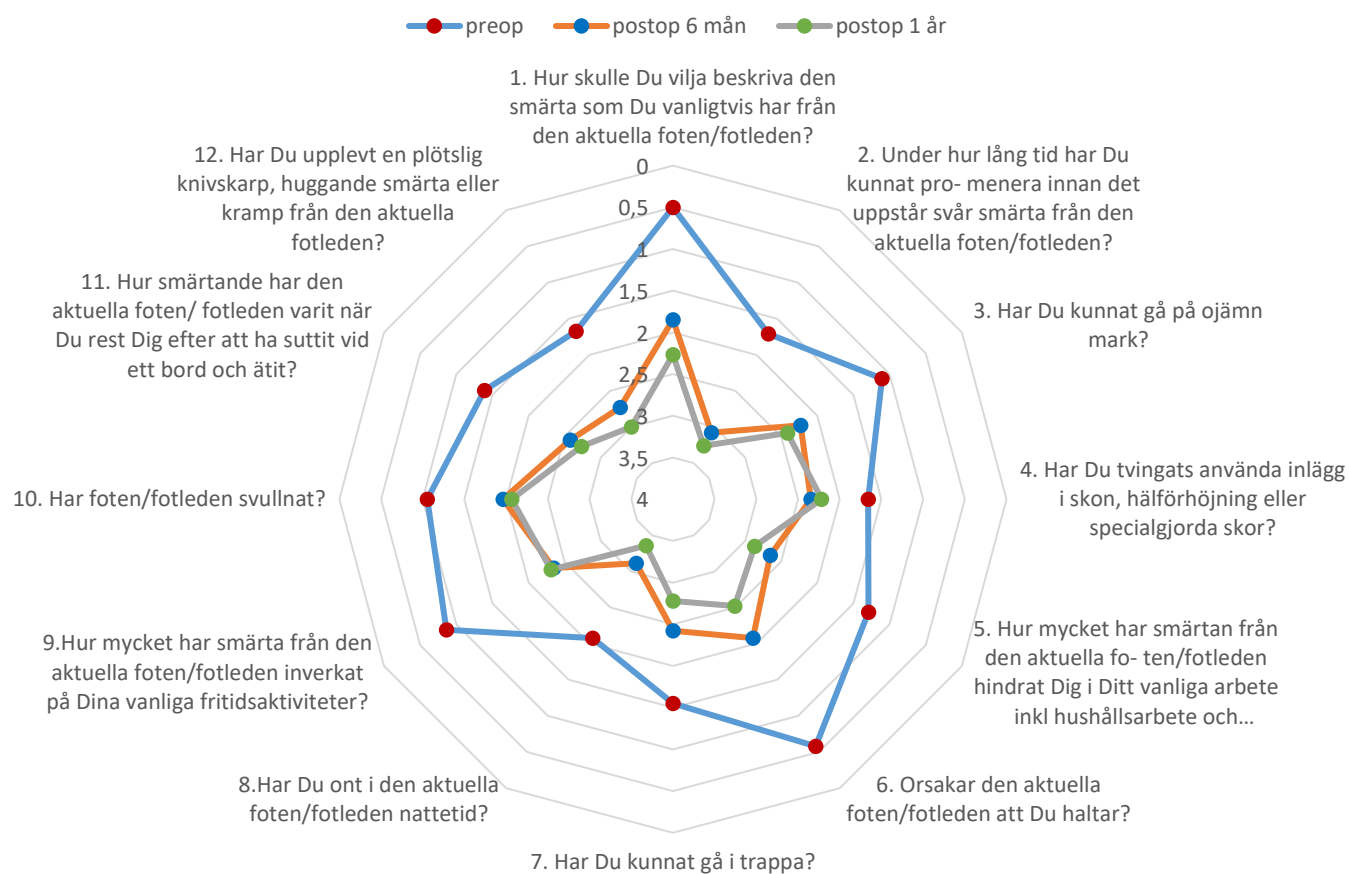 preop
postop 6 mån
postop 1 år
1. Hur skulle Du vilja beskriva den
smärta som Du vanligtvis har från
den aktuella foten/fotleden?
2. Under hur lång tid har Du
kunnat pro- menera innan det
uppstår svår smärta från den
aktuella foten/fotleden?
3. Har Du kunnat gå på ojämn
mark?
4. Har Du tvingats använda inlägg
i skon, hälförhöjning eller
specialgjorda skor?
5. Hur mycket har smärtan från
den aktuella fo- ten/fotleden
hindrat Dig i Ditt vanliga arbete
inkl hushållsarbete och…
6. Orsakar den aktuella
foten/fotleden att Du haltar?
7. Har Du kunnat gå i trappa?
8.Har Du ont i den aktuella
foten/fotleden nattetid?
9.Hur mycket har smärta från den
aktuella foten/fotleden inverkat
på Dina vanliga fritidsaktiviteter?
10. Har foten/fotleden svullnat?
11. Hur smärtande har den
aktuella foten/ fotleden varit när
Du rest Dig efter att ha suttit vid
ett bord och ätit?
12. Har Du upplevt en plötslig
knivskarp, huggande smärta eller
kramp från den aktuella
fotleden?
0
0,5
1
1,5
2
2,5
3
3,5
4